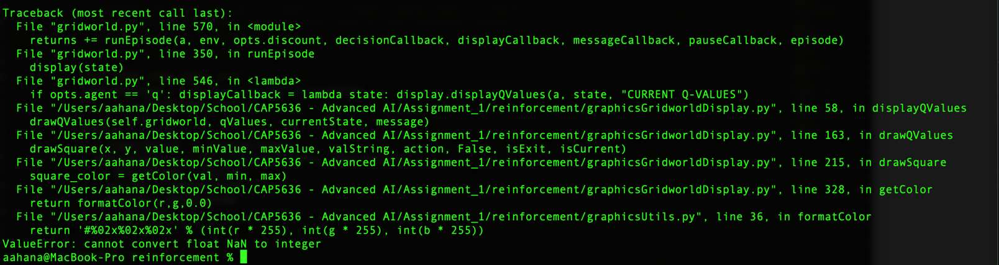 Traceback (most recent call last):
  File "gridworld.py", line 570, in <module>
    returns += runEpisode(a, env, opts.discount, decisionCallback, displayCallback, messageCallback, pauseCallback, episode)
  File "gridworld.py", line 350, in runEpisode
    display(state)
  File "gridworld.py", line 546, in <lambda>
    if opts.agent == 'q': displayCallback = lambda state: display.displayQValues(a, state, "CURRENT Q-VALUES")
  File "/Users/aahana/Desktop/School/CAP5636 - Advanced AI/Assignment_1/reinforcement/graphicsGridworldDisplay.py", line 58, in displayQValues
    drawQValues(self.gridworld, qValues, currentState, message)
  File "/Users/aahana/Desktop/School/CAP5636 - Advanced AI/Assignment_1/reinforcement/graphicsGridworldDisplay.py", line 163, in drawQValues
    drawSquare(x, y, value, minValue, maxValue, valString, action, False, isExit, isCurrent)
  File "/Users/aahana/Desktop/School/CAP5636 - Advanced AI/Assignment_1/reinforcement/graphicsGridworldDisplay.py", line 215, in drawSquare
    square_color = getColor(val, min, max)
  File "/Users/aahana/Desktop/School/CAP5636 - Advanced AI/Assignment_1/reinforcement/graphicsGridworldDisplay.py", line 328, in getColor
    return formatColor(r,g,0.0)
  File "/Users/aahana/Desktop/School/CAP5636 - Advanced AI/Assignment_1/reinforcement/graphicsUtils.py", line 36, in formatColor
    return '#%02x%02x%02x' % (int(r * 255), int(g * 255), int(b * 255))
ValueError: cannot convert float NaN to integer
aahana@MacBook-Pro reinforcement %